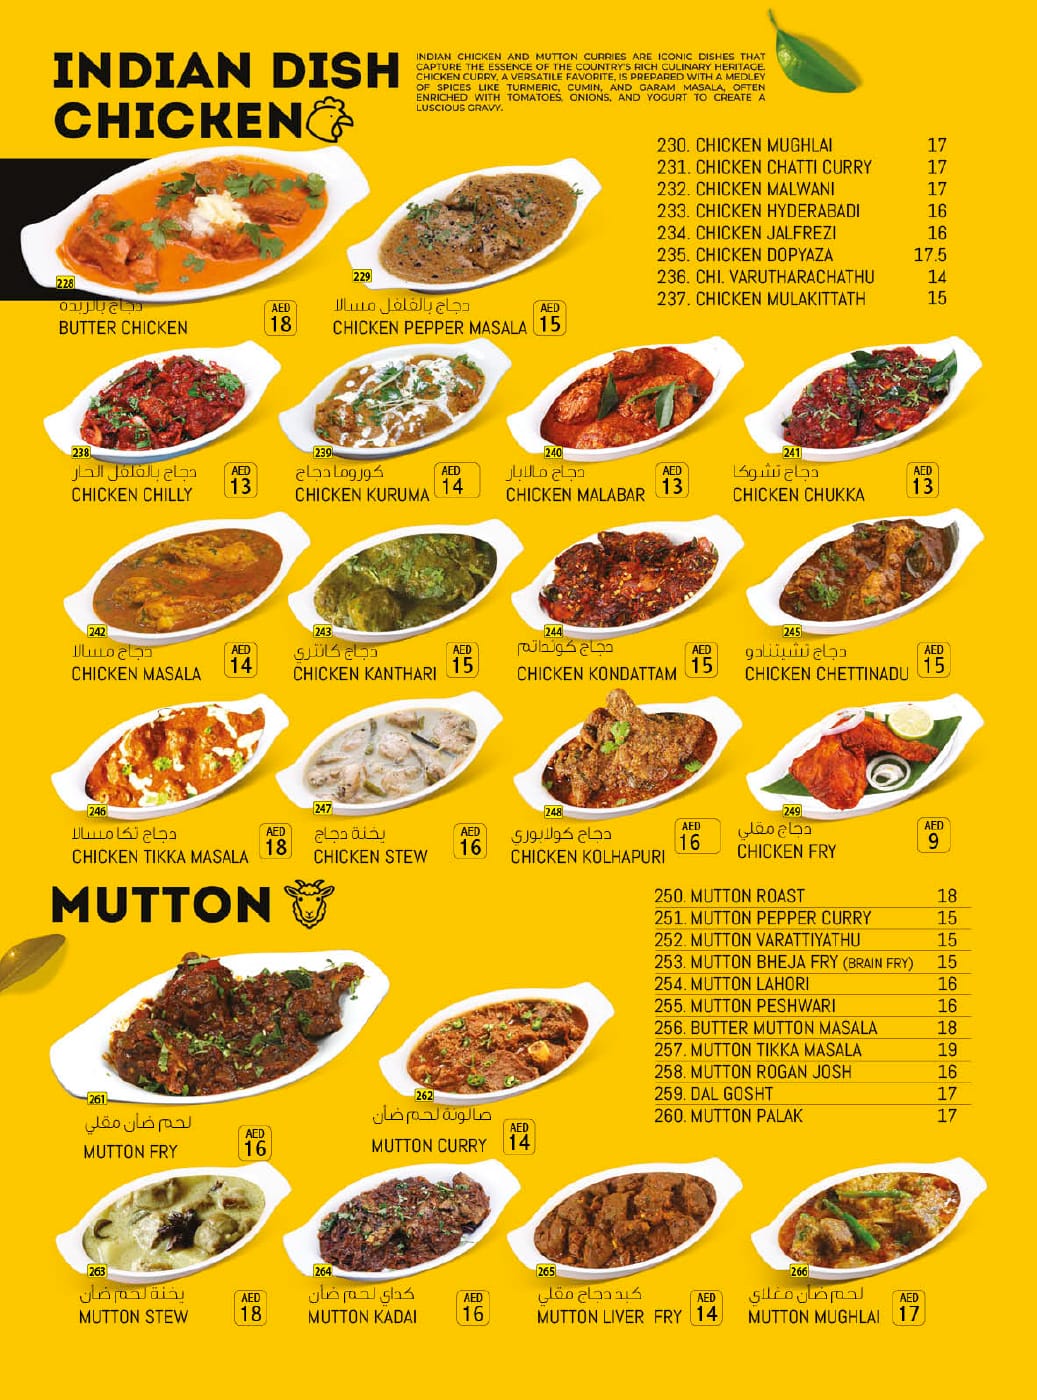 INDIAN DISH
CHICKEN
INDIAN CHICKEN AND MUTTON CURRIES ARE ICONIC DISHES THAT
CAPTURE THE ESSENCE OF THE COUNTRY'S RICH CULINARY HERITAGE.
CHICKEN CURRY, A VERSATILE FAVORITE, IS PREPARED WITH A MEDLEY
OF SPICES LIKE TURMERIC, CUMIN, AND GARAM MASALA, OFTEN
ENRICHED WITH TOMATOES, ONIONS, AND YOGURT TO CREATE A
LUSCIOUS GRAVY.
230. CHICKEN MUGHLAI 17
231. CHICKEN CHATTI CURRY 17
232. CHICKEN MALWANI 17
233. CHICKEN HYDERABADI 16
234. CHICKEN JALFREZI 16
235. CHICKEN DOPYAZA 17.5
236. CHI. VARUTHARACHATHU 14
237. CHICKEN MULAKITTATH 15
228
دجاج بالزبدة
BUTTER CHICKEN
AED
18
229
دجاج بالفلفل مسالا
CHICKEN PEPPER MASALA
AED
15
238
دجاج بالفلفل الحار
CHICKEN CHILLY
AED
13
239
كوروما دجاج
CHICKEN KURUMA
AED
14
240
دجاج مالابار
CHICKEN MALABAR
AED
13
241
دجاج تشوكا
CHICKEN CHUKKA
AED
13
242
دجاج مسالا
CHICKEN MASALA
AED
14
243
دجاج كانثري
CHICKEN KANTHARI
AED
15
244
دجاج كونداتم
CHICKEN KONDATTAM
AED
15
245
دجاج تشيتنادو
CHICKEN CHETTINADU
AED
15
246
دجاج تكا مسالا
CHICKEN TIKKA MASALA
AED
18
247
يخنة دجاج
CHICKEN STEW
AED
16
248
دجاج كولابوري
CHICKEN KOLHAPURI
AED
16
249
دجاج مقلي
CHICKEN FRY
AED
9
MUTTON
250. MUTTON ROAST 18
251. MUTTON PEPPER CURRY 15
252. MUTTON VARATTIYATHU 15
253. MUTTON BHEJA FRY (BRAIN FRY) 15
254. MUTTON LAHORI 16
255. MUTTON PESHWARI 16
256. BUTTER MUTTON MASALA 18
257. MUTTON TIKKA MASALA 19
258. MUTTON ROGAN JOSH 16
259. DAL GOSHT 17
260. MUTTON PALAK 17
261
لحم ضأن مقلي
MUTTON FRY
AED
16
262
صالونة لحم ضأن
MUTTON CURRY
AED
14
263
يخنة لحم ضأن
MUTTON STEW
AED
18
264
كداي لحم ضأن
MUTTON KADAI
AED
16
265
كبد دجاج مقلي
MUTTON LIVER FRY
AED
14
266
لحم ضأن مغلاي
MUTTON MUGHLAI
AED
17